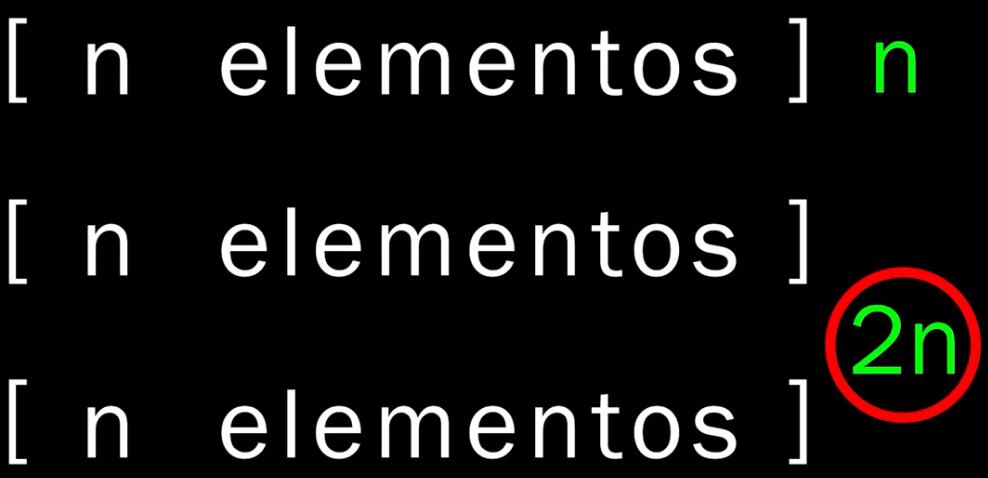 [ n elementos ] n
[ n elementos ]
2n
[ n elementos ]